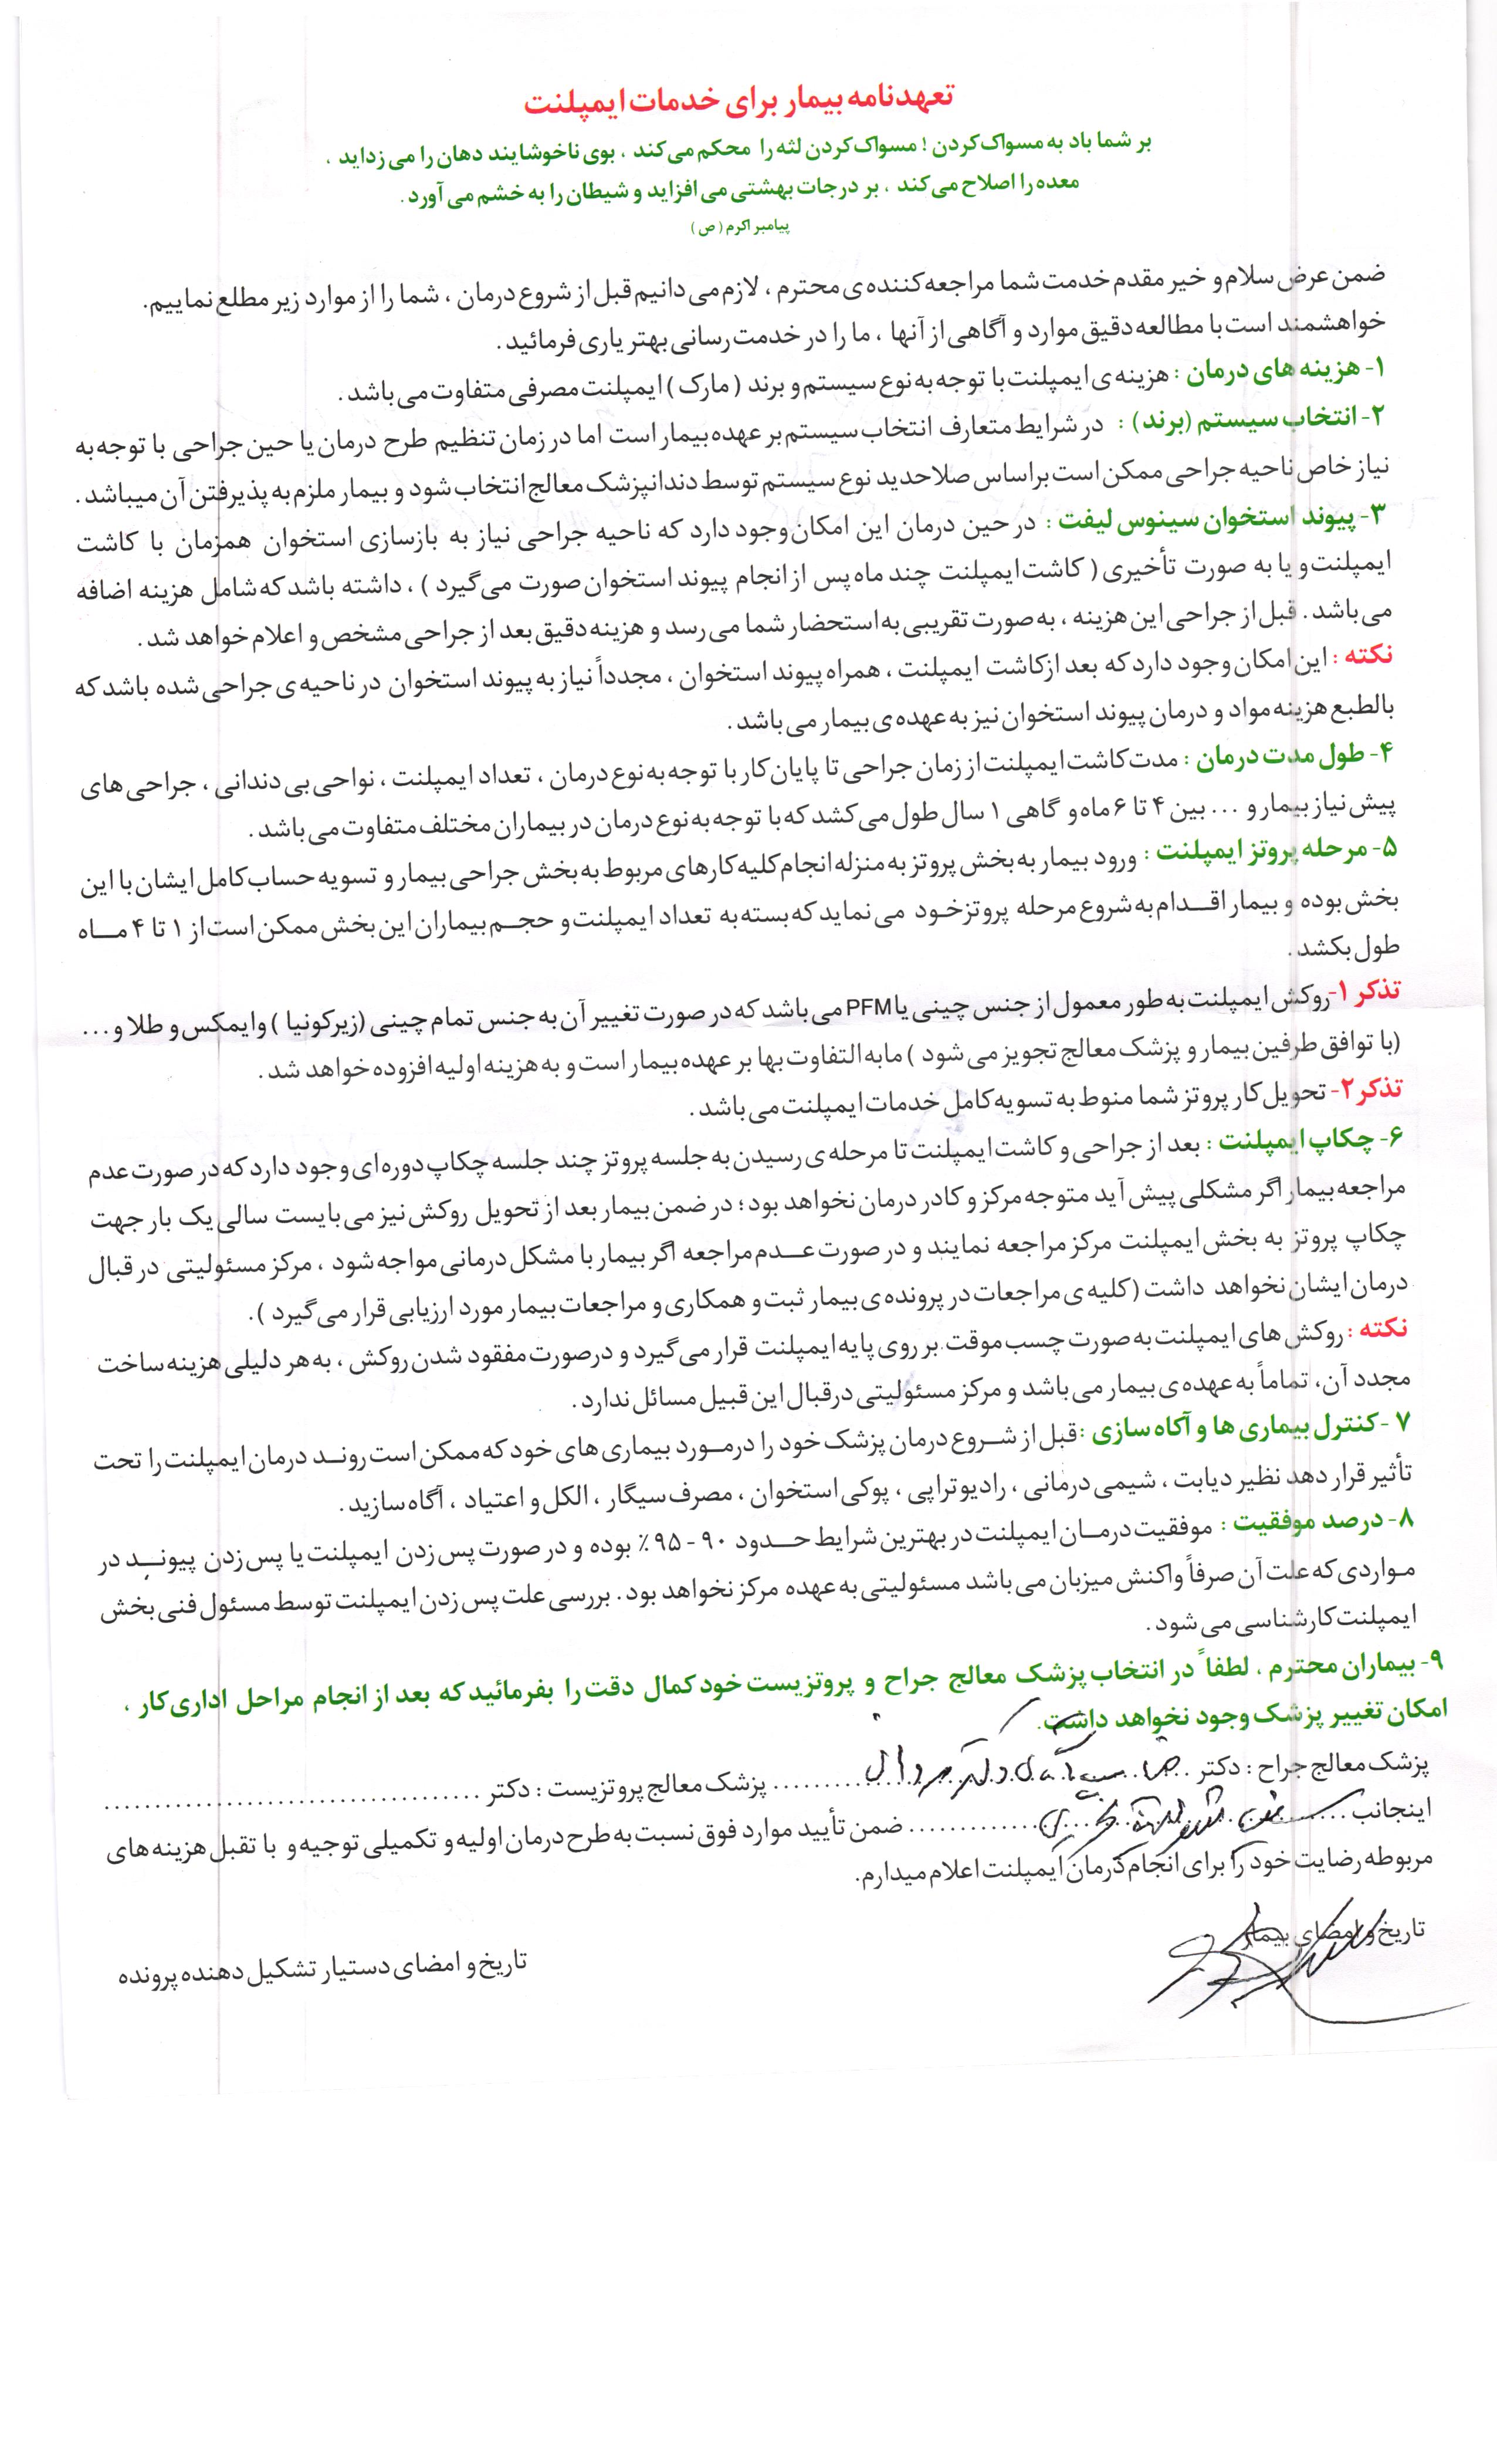 تعهدنامه بیمار برای خدمات ایمپلنت
بر شما باد به مسواک کردن ! مسواک کردن لثه را محکم می‌کند ، بوی ناخوشایند دهان را می زداید ،
معده را اصلاح می‌کند ، بر درجات بهشتی می افزاید و شیطان را به خشم می آورد .
پیامبر اکرم ( ص )
ضمن عرض سلام و خیر مقدم خدمت شما مراجعه کننده ی محترم ، لازم می دانیم قبل از شروع درمان ، شما را از موارد زیر مطلع نماییم.
خواهشمند است با مطالعه دقیق موارد و آگاهی از آنها ، ما را در خدمت رسانی بهتر یاری فرمائید .
۱- هزینه های درمان : هزینه ی ایمپلنت با توجه به نوع سیستم و برند ( مارک ) ایمپلنت مصرفی متفاوت می باشد .
۲- انتخاب سیستم (برند) : در شرایط متعارف انتخاب سیستم بر عهده بیمار است اما در زمان تنظیم طرح درمان یا حین جراحی با توجه به
نیاز خاص ناحیه جراحی ممکن است براساس صلاحدید نوع سیستم توسط دندانپزشک معالج انتخاب شود و بیمار ملزم به پذیرفتن آن میباشد .
۳- پیوند استخوان سینوس لیفت : در حین درمان این امکان وجود دارد که ناحیه جراحی نیاز به بازسازی استخوان همزمان با کاشت
ایمپلنت و یا به صورت تأخیری ( کاشت ایمپلنت چند ماه پس از انجام پیوند استخوان صورت می گیرد ) ، داشته باشد که شامل هزینه اضافه
می باشد . قبل از جراحی این هزینه ، به صورت تقریبی به استحضار شما می رسد و هزینه دقیق بعد از جراحی مشخص و اعلام خواهد شد .
نکته : این امکان وجود دارد که بعد از کاشت ایمپلنت ، همراه پیوند استخوان ، مجدداً نیاز به پیوند استخوان در ناحیه ی جراحی شده باشد که
بالطبع هزینه مواد و درمان پیوند استخوان نیز به عهده ی بیمار می باشد .
۴- طول مدت درمان : مدت کاشت ایمپلنت از زمان جراحی تا پایان کار با توجه به نوع درمان ، تعداد ایمپلنت ، نواحی بی دندانی ، جراحی های
پیش نیاز بیمار و ... بین ۴ تا ۶ ماه و گاهی ۱ سال طول می کشد که با توجه به نوع درمان در بیماران مختلف متفاوت می باشد .
۵- مرحله پروتز ایمپلنت : ورود بیمار به بخش پروتز به منزله انجام کلیه کارهای مربوط به بخش جراحی بیمار و تسویه حساب کامل ایشان با این
بخش بوده و بیمار اقـــدام به شروع مرحله پروتز خـود می نماید که بسته به تعداد ایمپلنت و حجـم بیماران این بخش ممکن است از ۱ تا ۴ مـــاه
طول بکشد .
تذکر ۱-روکش ایمپلنت به طور معمول از جنس چینی یا PFM می باشد که در صورت تغییر آن به جنس تمام چینی (زیرکونیا ) و ایمکس و طلا و ...
(با توافق طرفین بیمار و پزشک معالج تجویز می شود ) مابه التفاوت بها بر عهده بیمار است و به هزینه اولیه افزوده خواهد شد .
تذکر ۲- تحویل کار پروتز شما منوط به تسویه کامل خدمات ایمپلنت می باشد .
۶- چکاپ ایمپلنت : بعد از جراحی و کاشت ایمپلنت تا مرحله ی رسیدن به جلسه پروتز چند جلسه چکاپ دوره ای وجود دارد که در صورت عدم
مراجعه بیمار اگر مشکلی پیش آید متوجه مرکز و کادر درمان نخواهد بود ؛ در ضمن بیمار بعد از تحویل روکش نیز می بایست سالی یک بار جهت
چکاپ پروتز به بخش ایمپلنت مرکز مراجعه نمایند و در صورت عـــدم مراجعه اگر بیمار با مشکل درمانی مواجه شود ، مرکز مسئولیتی در قبال
درمان ایشان نخواهد داشت ( کلیه ی مراجعات در پرونده ی بیمار ثبت و همکاری و مراجعات بیمار مورد ارزیابی قرار می گیرد ) .
نکته : روکش های ایمپلنت به صورت چسب موقت بر روی پایه ایمپلنت قرار می گیرد و در صورت مفقود شدن روکش ، به هر دلیلی هزینه ساخت
مجدد آن، تماماً به عهده ی بیمار می باشد و مرکز مسئولیتی در قبال این قبیل مسائل ندارد .
۷ -کنترل بیماری ها و آگاه سازی : قبل از شـــروع درمان پزشک خود را درمـورد بیماری های خود که ممکن است رونـد درمان ایمپلنت را تحت
تأثیر قرار دهد نظیر دیابت ، شیمی درمانی ، رادیوتراپی ، پوکی استخوان ، مصرف سیگار ، الکل و اعتیاد ، آگاه سازید .
۸- درصد موفقیت : موفقیت درمـــان ایمپلنت در بهترین شرایط حـــدود ۹۰ - ۹۵ ٪ بوده و در صورت پس زدن ایمپلنت یا پس زدن پیونـــد در
مـواردی که علت آن صرفاً واکنش میزبان می باشد مسئولیتی به عهده مرکز نخواهد بود . بررسی علت پس زدن ایمپلنت توسط مسئول فنی بخش
ایمپلنت کارشناسی می شود .
۹- بیماران محترم ، لطفاً در انتخاب پزشک معالج جراح و پروتزیست خود کمال دقت را بفرمائید که بعد از انجام مراحل اداری کار ،
امکان تغییر پزشک وجود نخواهد داشت.
پزشک معالج جراح : دکتر .................... پزشک معالج پروتزیست : دکتر ....................
اینجانب .................... ضمن تأیید موارد فوق نسبت به طرح درمان اولیه و تکمیلی توجیه و با تقبل هزینه های
مربوطه رضایت خود را برای انجام درمان ایمپلنت اعلام میدارم.
تاریخ و امضای بیمار
تاریخ و امضای دستیار تشکیل دهنده پرونده